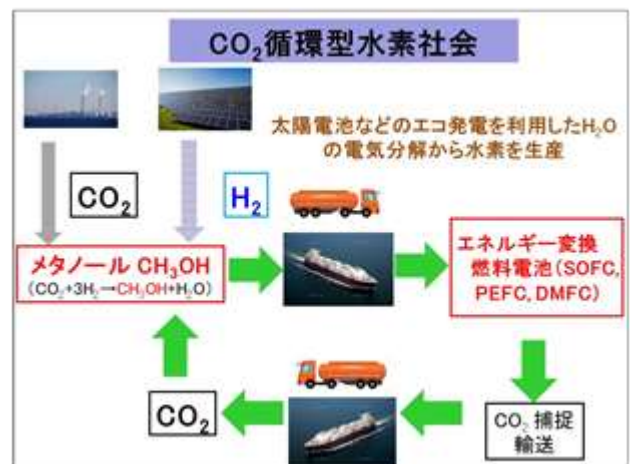 CO₂循環型水素社会
太陽電池などのエコ発電を利用したH₂O
の電気分解から水素を生産
CO₂
H₂
メタノール CH₃OH
（CO₂+3H₂→CH₃OH+H₂O）
エネルギー変換
燃料電池（SOFC,
PEFC, DMFC）
CO₂
CO₂ 捕捉
輸送